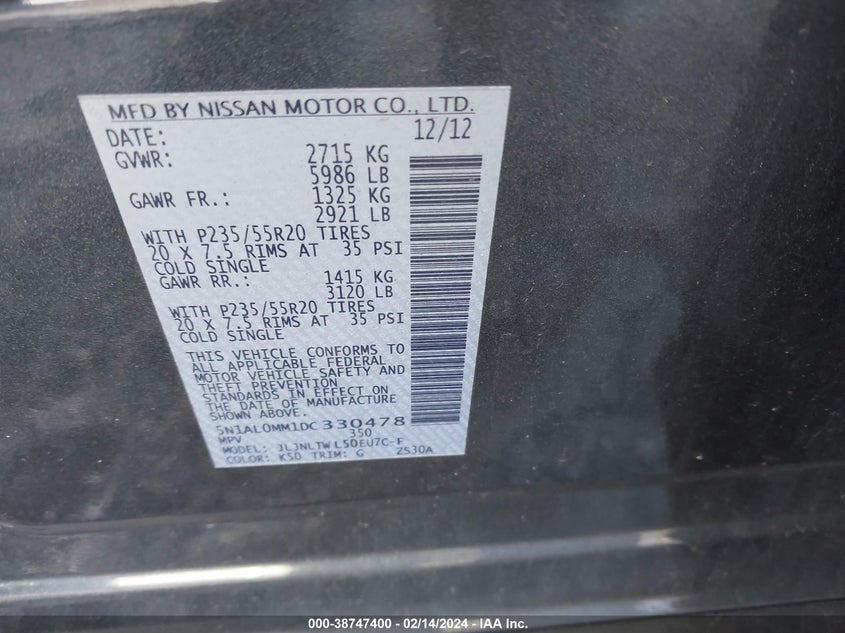 MFD BY NISSAN MOTOR CO., LTD.
DATE: 12/12
GVWR: 2715 KG
5986 LB
GAWR FR.: 1325 KG
2921 LB
WITH P235/55R20 TIRES
20 X 7.5 RIMS AT 35 PSI
COLD SINGLE
GAWR RR.: 1415 KG
3120 LB
WITH P235/55R20 TIRES
20 X 7.5 RIMS AT 35 PSI
COLD SINGLE
THIS VEHICLE CONFORMS TO
ALL APPLICABLE FEDERAL
MOTOR VEHICLE SAFETY AND
THEFT PREVENTION
STANDARDS IN EFFECT ON
THE DATE OF MANUFACTURE
SHOWN ABOVE.
5N1AL0MM1DC330478
MPV 350
MODEL: JLJNLTWL50EU7C-F
COLOR: K50 TRIM: G ZS30A
000-38747400 - 02/14/2024 - IAA Inc.